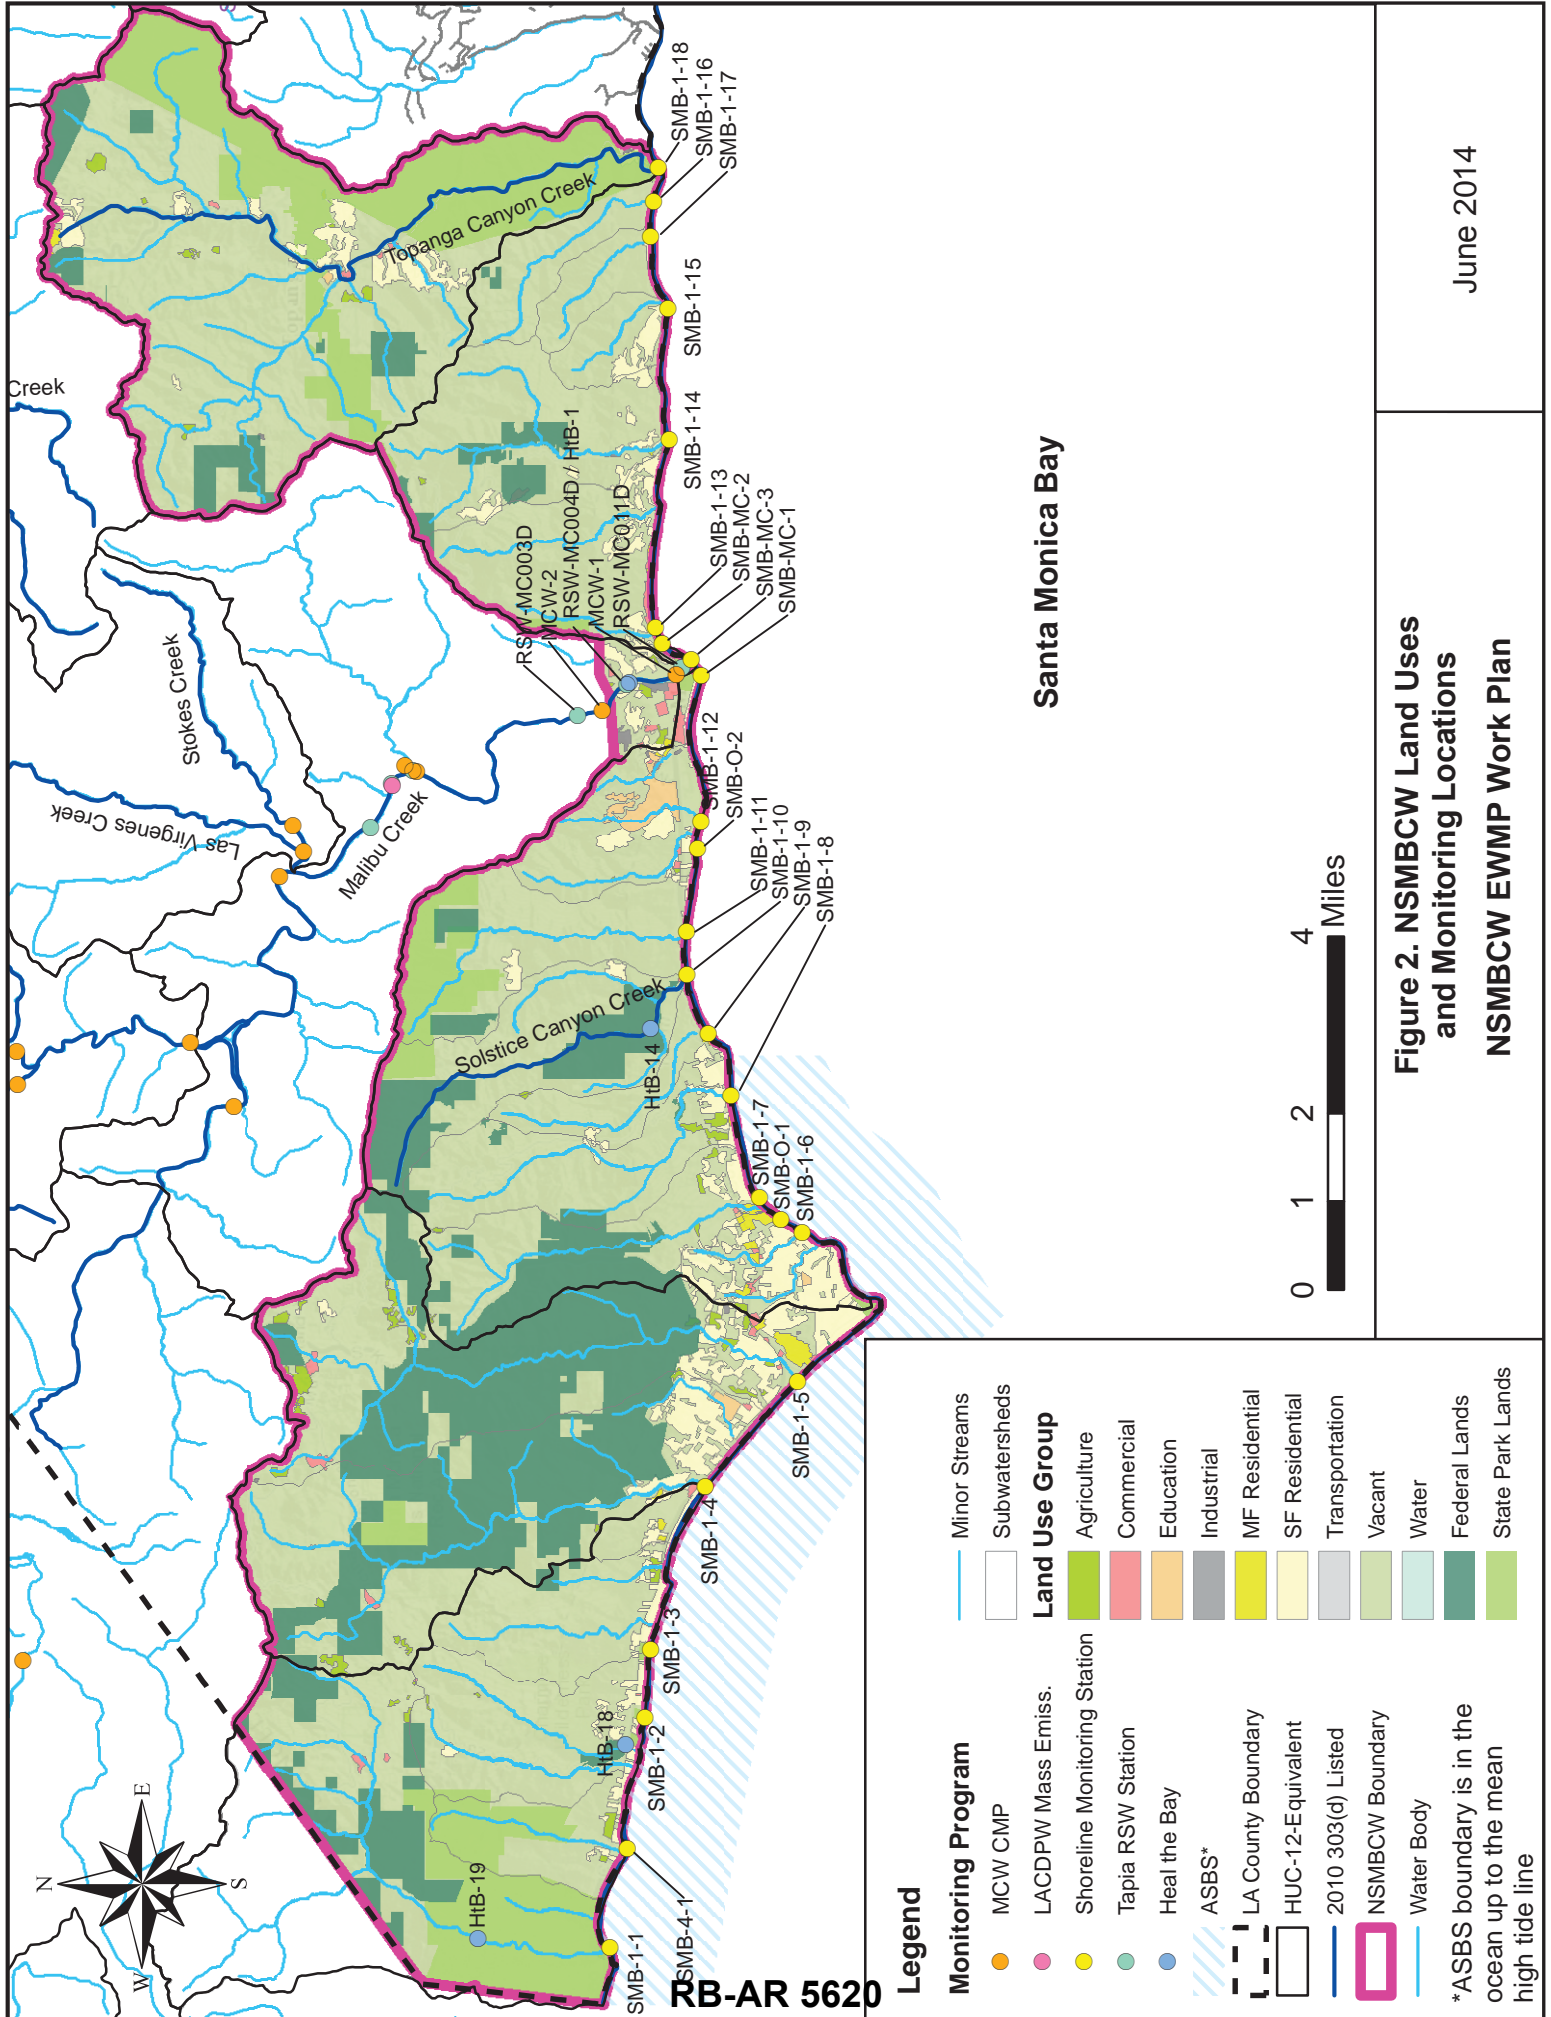 Creek
Stokes Creek
Las Virgenes Creek
Malibu Creek
Topanga Canyon Creek
Solstice Canyon Creek
N
W
E
S
HtB-19
HtB-18
HtB-14
SMB-1-1
SMB-4-1
SMB-1-2
SMB-1-3
SMB-1-4
SMB-1-5
SMB-1-6
SMB-O-1
SMB-1-7
SMB-1-8
SMB-1-9
SMB-1-10
SMB-1-11
SMB-O-2
SMB-1-12
RSW-MC003D
MCW-2
RSW-MC004D / HtB-1
MCW-1
RSW-MC011D
SMB-MC-1
SMB-MC-3
SMB-MC-2
SMB-1-13
SMB-1-14
SMB-1-15
SMB-1-17
SMB-1-16
SMB-1-18
Santa Monica Bay
0 1 2 4
Miles
Legend
Monitoring Program
MCW CMP
LACDPW Mass Emiss.
Shoreline Monitoring Station
Tapia RSW Station
Heal the Bay
ASBS*
LA County Boundary
HUC-12-Equivalent
2010 303(d) Listed
NSMBCW Boundary
Water Body
*ASBS boundary is in the
ocean up to the mean
high tide line
Minor Streams
Subwatersheds
Land Use Group
Agriculture
Commercial
Education
Industrial
MF Residential
SF Residential
Transportation
Vacant
Water
Federal Lands
State Park Lands
Figure 2. NSMBCW Land Uses
and Monitoring Locations
NSMBCW EWMP Work Plan
June 2014
RB-AR 5620